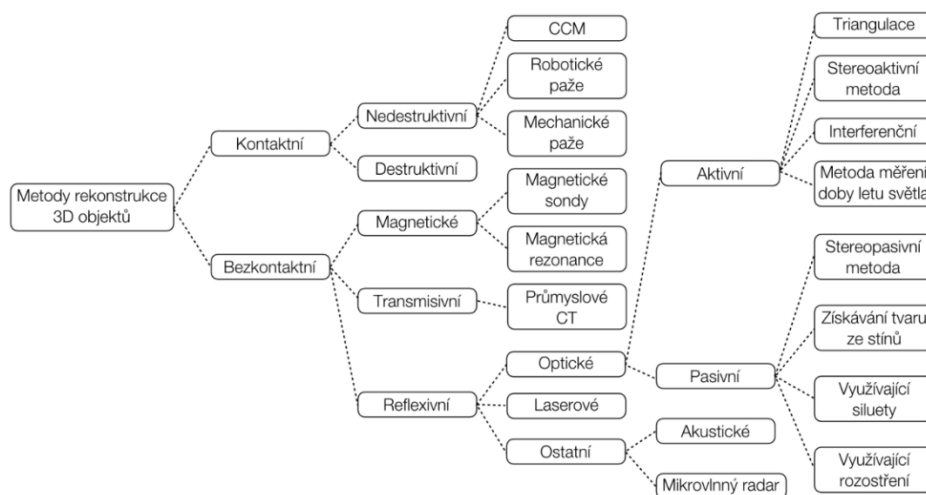 Metody rekonstrukce
3D objektů
Kontaktní
Bezkontaktní
Nedestruktivní
Destruktivní
Magnetické
Transmisivní
Reflexivní
CCM
Robotické
paže
Mechanické
paže
Magnetické
sondy
Magnetická
rezonance
Průmyslové
CT
Optické
Laserové
Ostatní
Aktivní
Pasivní
Akustické
Mikrovlnný radar
Triangulace
Stereoaktivní
metoda
Interferenční
Metoda měření
doby letu světla
Stereopasivní
metoda
Získávání tvaru
ze stínů
Využívající
siluety
Využívající
rozostření